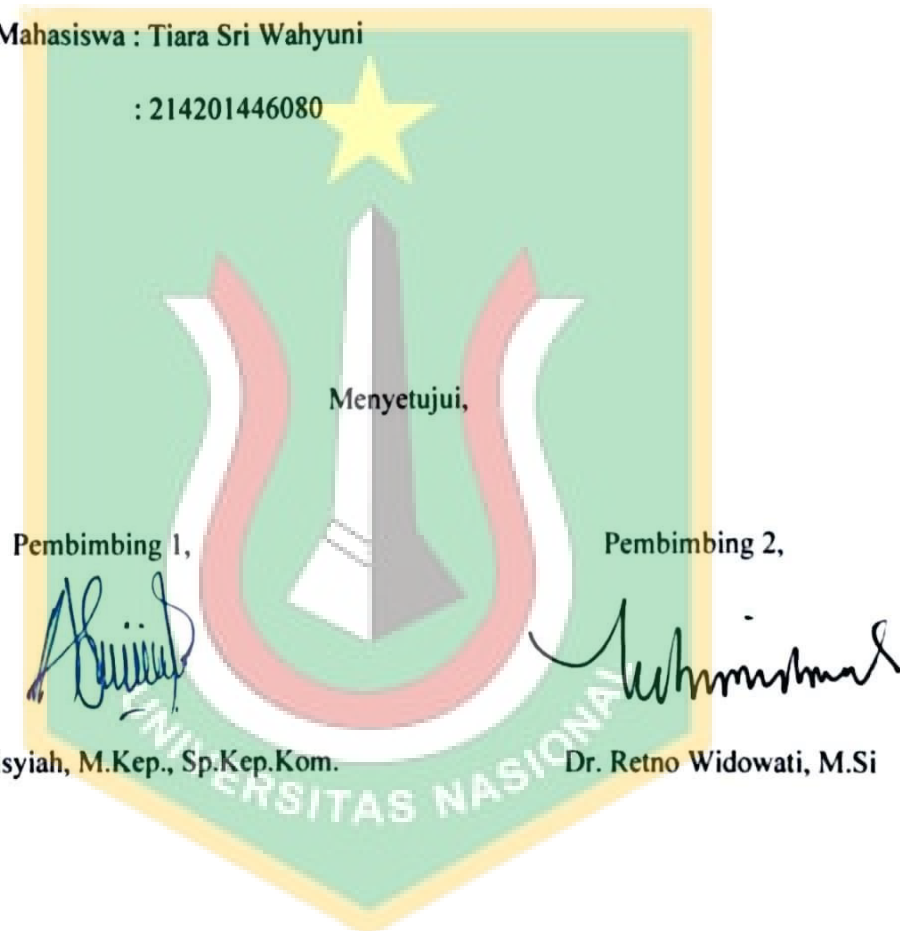 Mahasiswa : Tiara Sri Wahyuni
: 214201446080
Menyetujui,
Pembimbing 1,
Pembimbing 2,
syiah, M.Kep., Sp.Kep.Kom.
Dr. Retno Widowati, M.Si
UNIVERSITAS NASIONAL